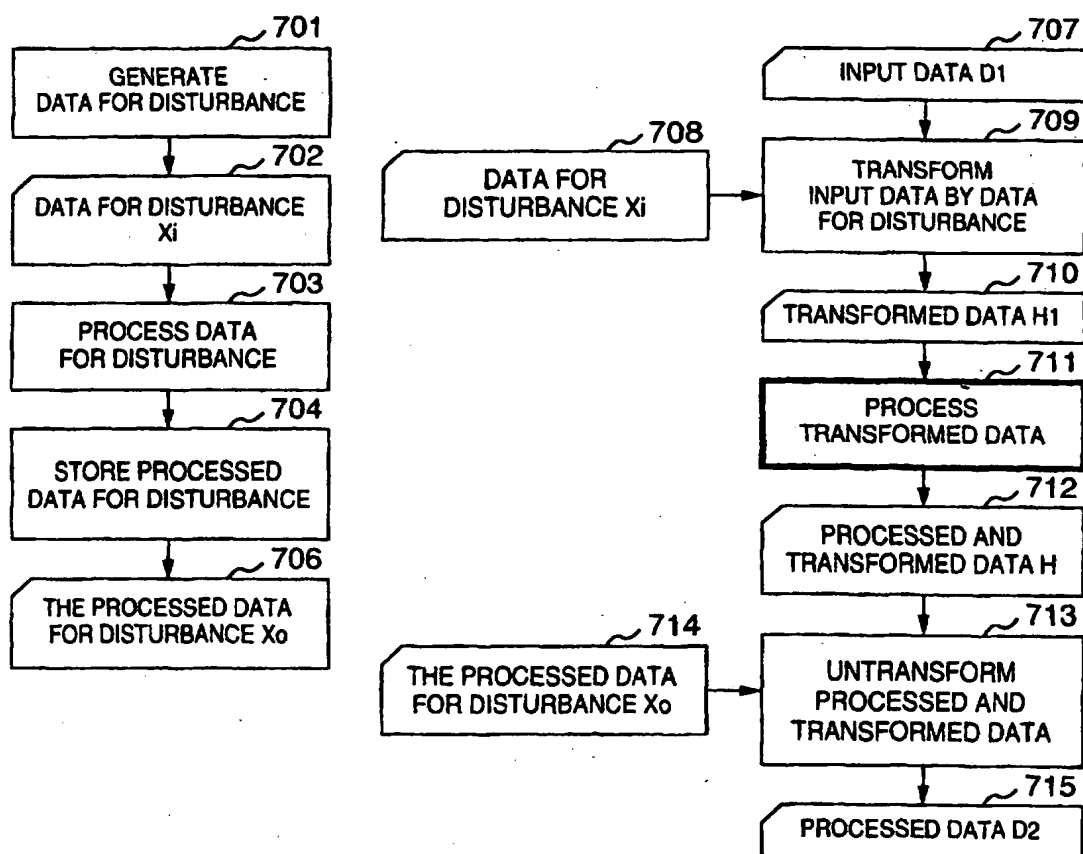 701
GENERATE
DATA FOR DISTURBANCE
702
DATA FOR DISTURBANCE
Xi
703
PROCESS DATA
FOR DISTURBANCE
704
STORE PROCESSED
DATA FOR DISTURBANCE
706
THE PROCESSED DATA
FOR DISTURBANCE Xo
707
INPUT DATA D1
708
DATA FOR
DISTURBANCE Xi
709
TRANSFORM
INPUT DATA BY DATA
FOR DISTURBANCE
710
TRANSFORMED DATA H1
711
PROCESS
TRANSFORMED DATA
712
PROCESSED AND
TRANSFORMED DATA H
713
UNTRANSFORM
PROCESSED AND
TRANSFORMED DATA
714
THE PROCESSED DATA
FOR DISTURBANCE Xo
715
PROCESSED DATA D2